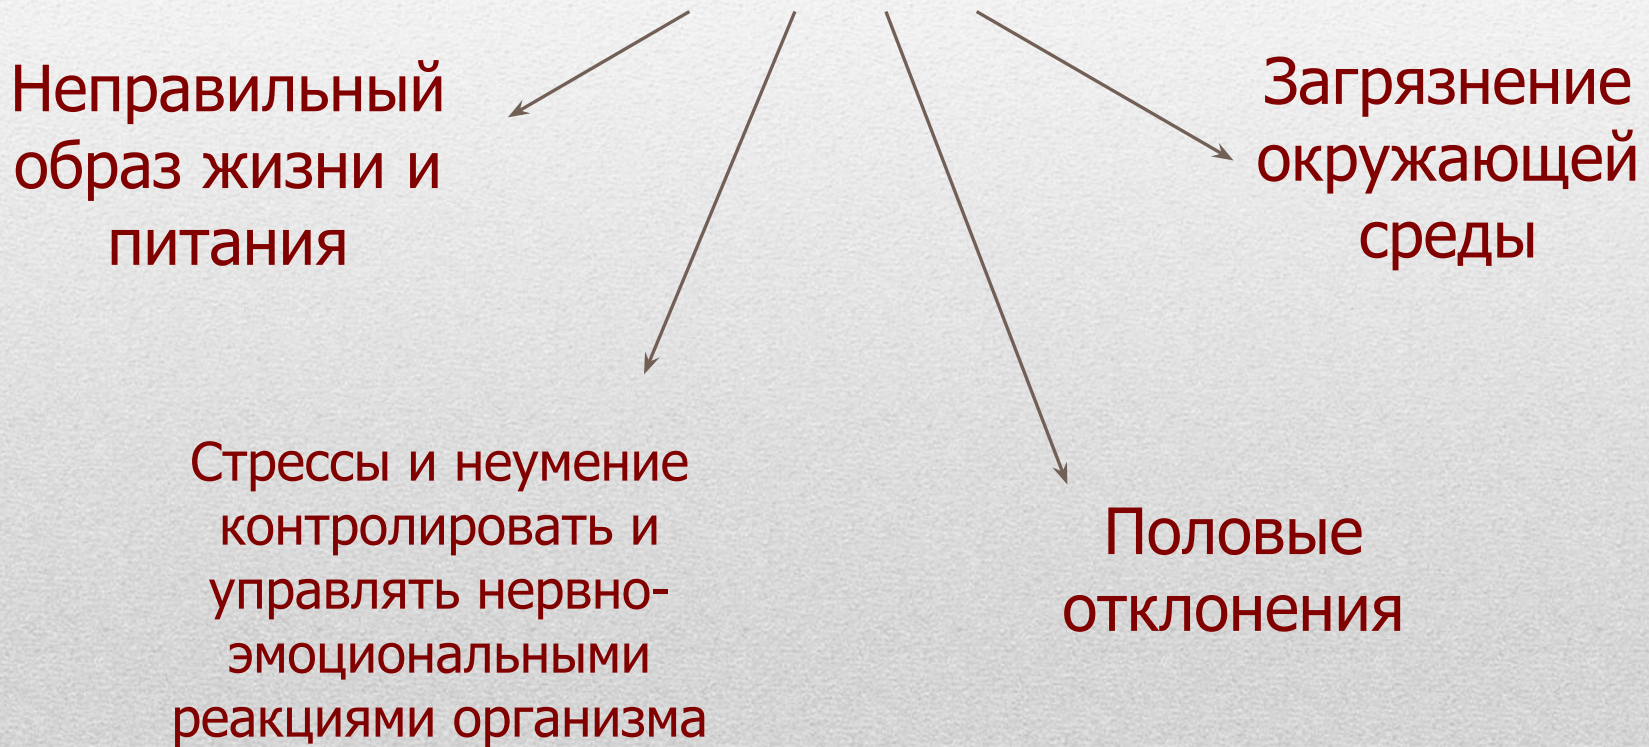 Неправильный
образ жизни и
питания
Загрязнение
окружающей
среды
Стрессы и неумение
контролировать и
управлять нервно-
эмоциональными
реакциями организма
Половые
отклонения